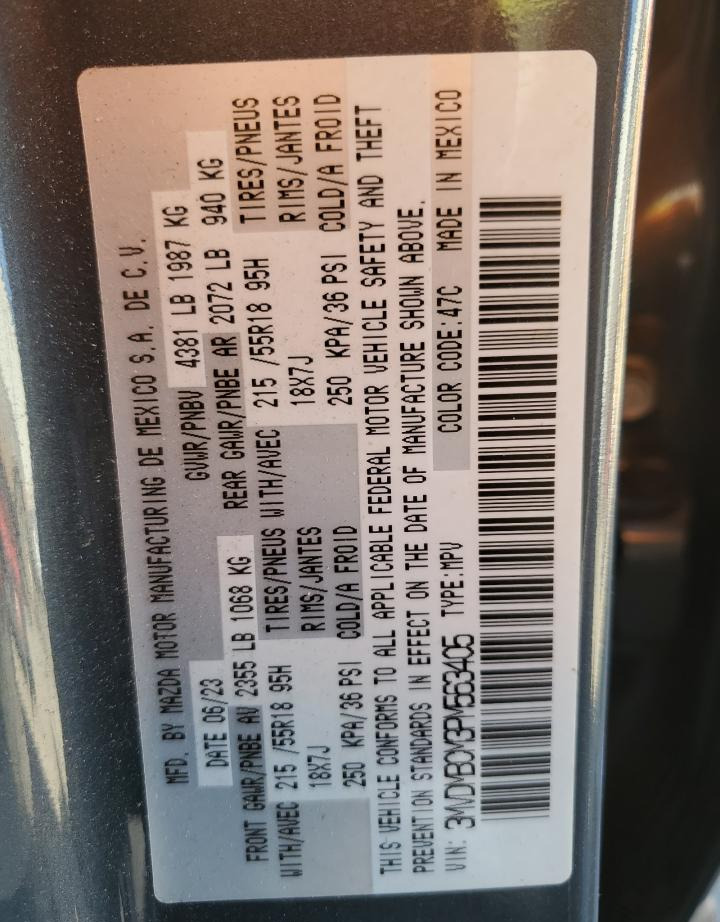 MFD. BY MAZDA MOTOR MANUFACTURING DE MEXICO S.A. DE C.V.
DATE 06/23 GVWR/PNBV 4381 LB 1987 KG
FRONT GAWR/PNBE AV 2355 LB 1068 KG REAR GAWR/PNBE AR 2072 LB 940 KG
WITH/AVEC 215 /55R18 95H TIRES/PNEUS WITH/AVEC 215 /55R18 95H TIRES/PNEUS
18X7J RIMS/JANTES 18X7J RIMS/JANTES
250 KPA/36 PSI COLD/A FROID 250 KPA/36 PSI COLD/A FROID
THIS VEHICLE CONFORMS TO ALL APPLICABLE FEDERAL MOTOR VEHICLE SAFETY AND THEFT
PREVENTION STANDARDS IN EFFECT ON THE DATE OF MANUFACTURE SHOWN ABOVE.
VIN: 3MVDMBCM3PM563405 TYPE:MPV COLOR CODE:47C MADE IN MEXICO